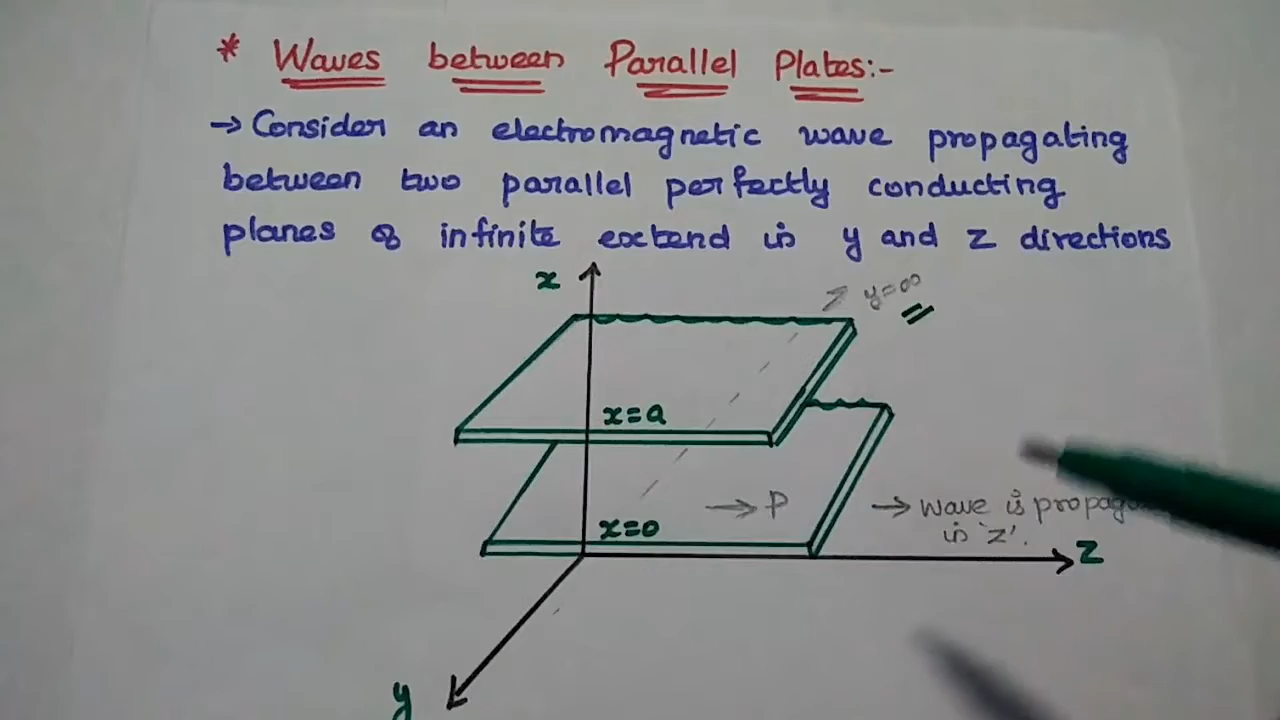 * Waves between Parallel Plates:-
→ Consider an electromagnetic wave propagating
between two parallel perfectly conducting
planes of infinite extend in y and z directions
x
y=∞
x=a
→ P
→ wave is
in 'z'.
x=0
z
y